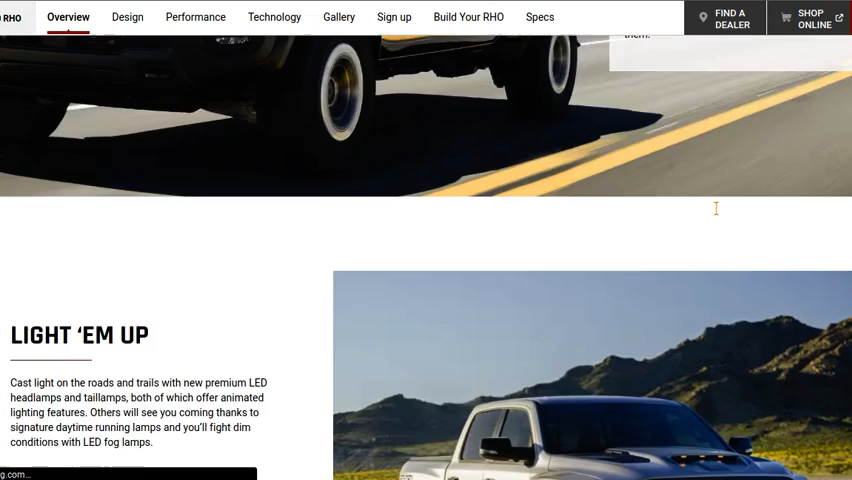 RHO
Overview
Design
Performance
Technology
Gallery
Sign up
Build Your RHO
Specs
FIND A
DEALER
SHOP
ONLINE
them.
LIGHT ‘EM UP
Cast light on the roads and trails with new premium LED
headlamps and taillamps, both of which offer animated
lighting features. Others will see you coming thanks to
signature daytime running lamps and you’ll fight dim
conditions with LED fog lamps.
g.com...